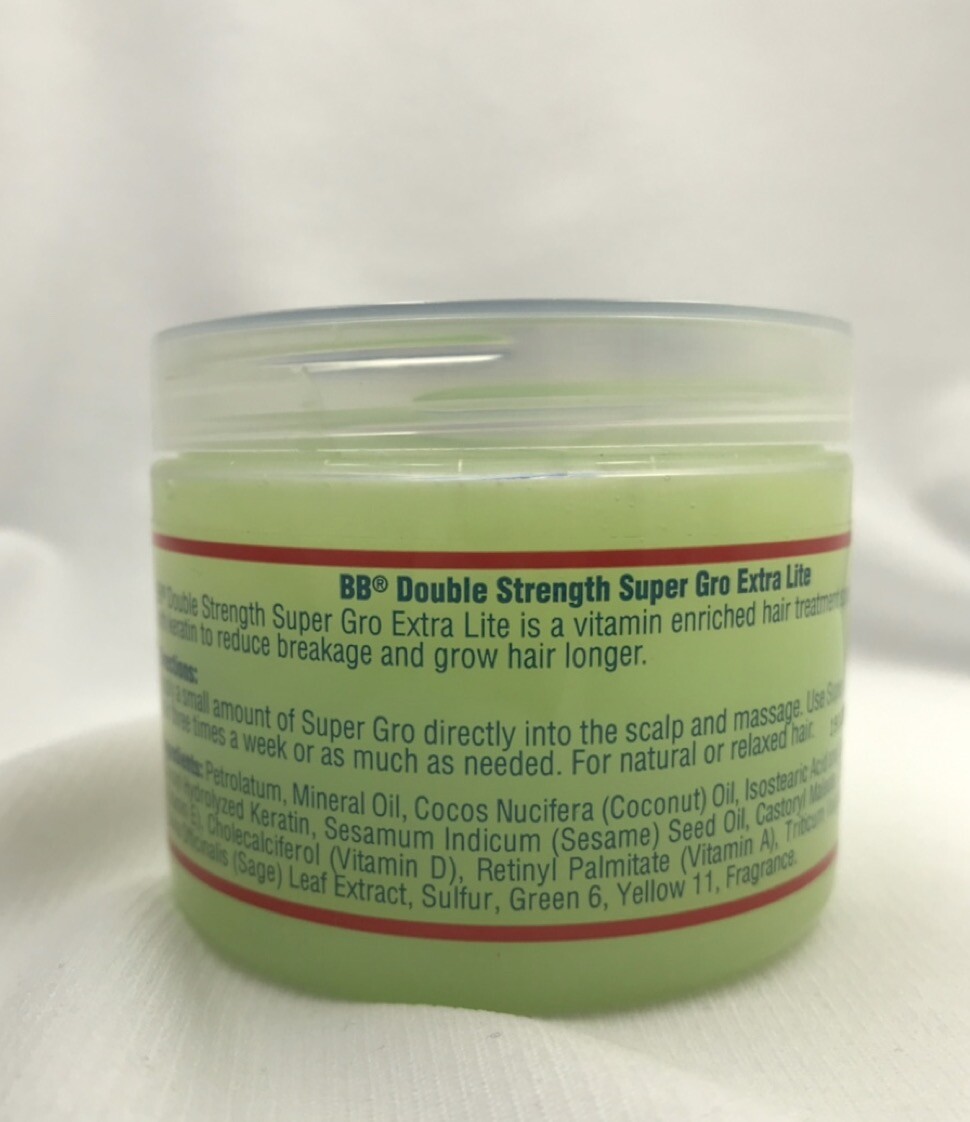 BB® Double Strength Super Gro Extra Lite
Double Strength Super Gro Extra Lite is a vitamin enriched hair treatment
keratin to reduce breakage and grow hair longer.
a small amount of Super Gro directly into the scalp and massage. Use
three times a week or as much as needed. For natural or relaxed hair.
Petrolatum, Mineral Oil, Cocos Nucifera (Coconut) Oil, Isostearic Acid
Hydrolyzed Keratin, Sesamum Indicum (Sesame) Seed Oil, Castoryl
E), Cholecalciferol (Vitamin D), Retinyl Palmitate (Vitamin A),
Officinalis (Sage) Leaf Extract, Sulfur, Green 6, Yellow 11, Fragrance.